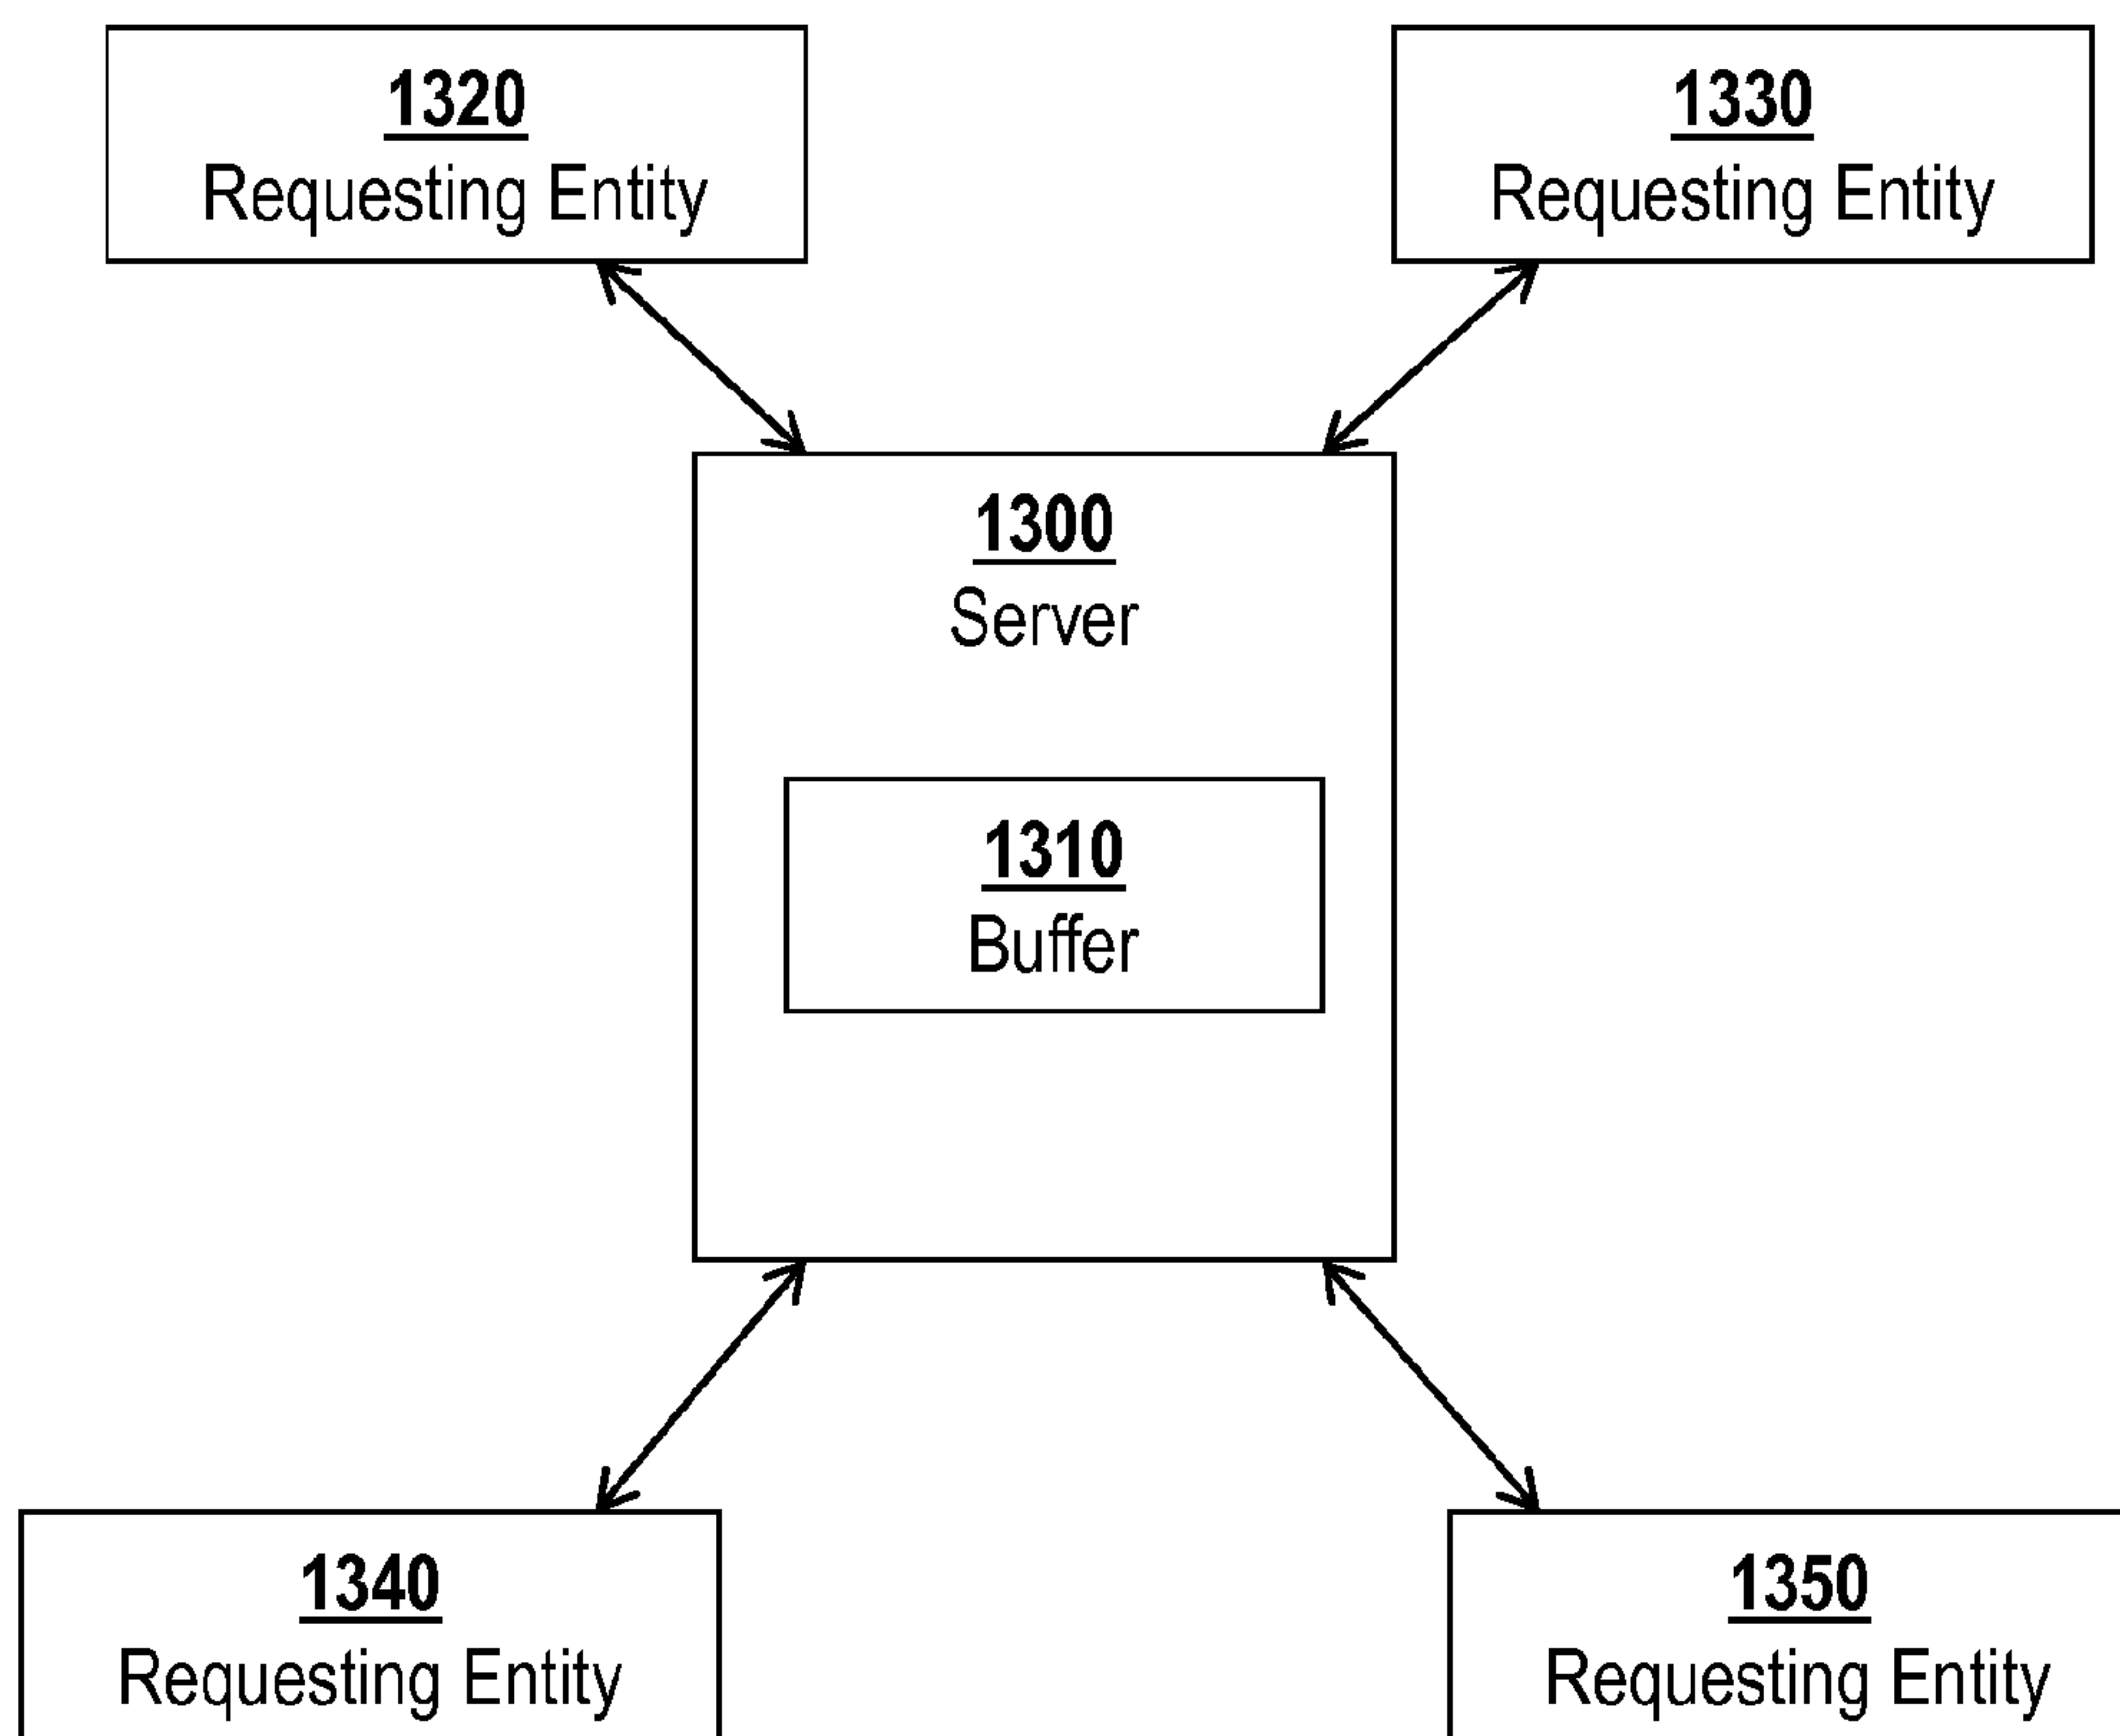 1320
Requesting Entity
1330
Requesting Entity
1300
Server
1310
Buffer
1340
Requesting Entity
1350
Requesting Entity